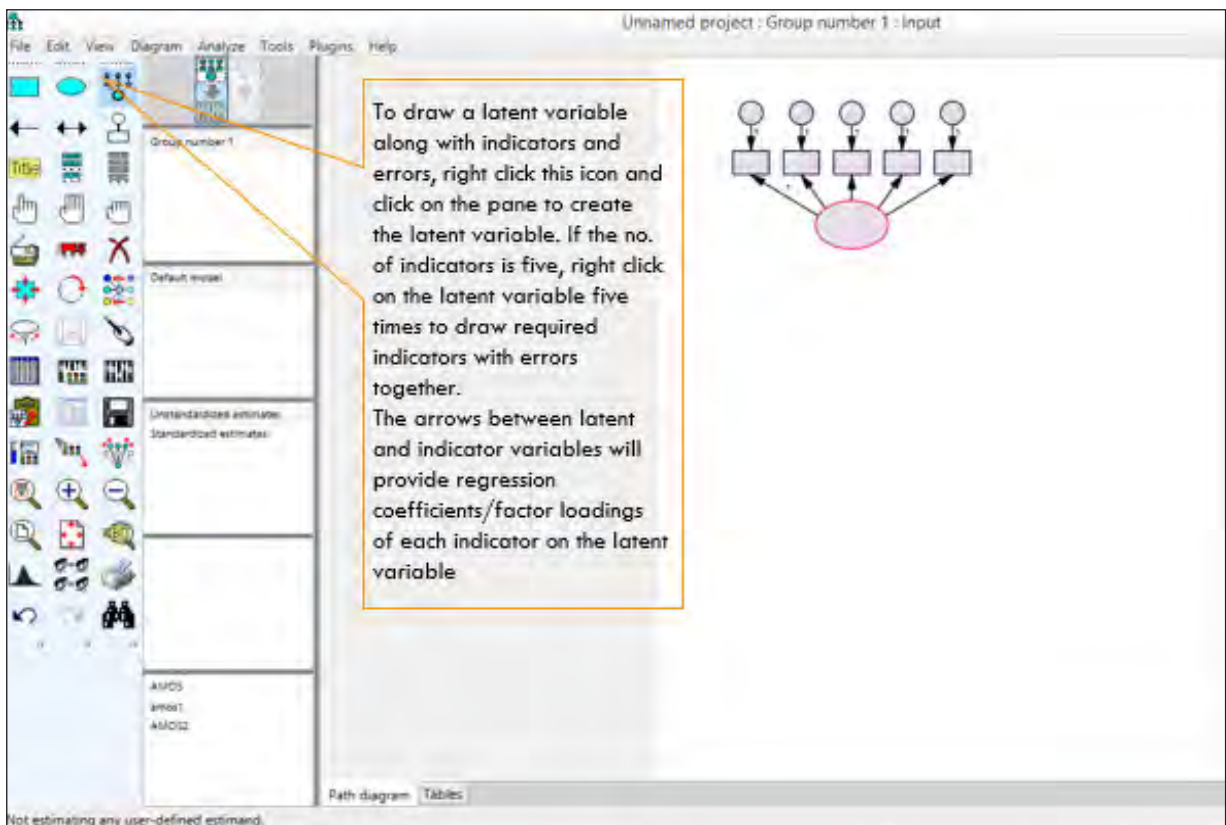 Unnamed project : Group number 1 : Input
File Edit View Diagram Analyze Tools Plugins Help
Title
Group number 1
Default model
Unstandardized estimates
Standardized estimates
AMOS
amos1
AMOS2
To draw a latent variable
along with indicators and
errors, right click this icon and
click on the pane to create
the latent variable. If the no.
of indicators is five, right click
on the latent variable five
times to draw required
indicators with errors
together.
The arrows between latent
and indicator variables will
provide regression
coefficients/factor loadings
of each indicator on the latent
variable
Path diagram Tables
Not estimating any user-defined estimand.